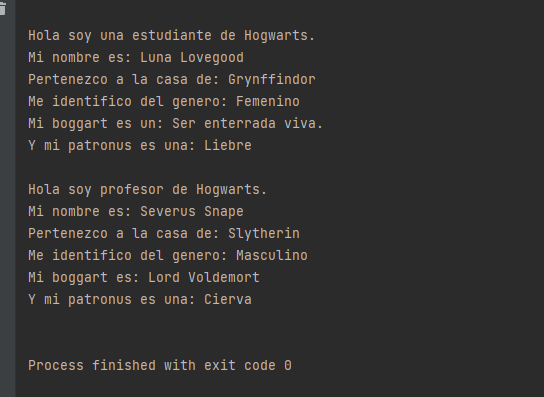 Hola soy una estudiante de Hogwarts.
Mi nombre es: Luna Lovegood
Pertenezco a la casa de: Grynffindor
Me identifico del genero: Femenino
Mi boggart es un: Ser enterrada viva.
Y mi patronus es una: Liebre
Hola soy profesor de Hogwarts.
Mi nombre es: Severus Snape
Pertenezco a la casa de: Slytherin
Me identifico del genero: Masculino
Mi boggart es: Lord Voldemort
Y mi patronus es una: Cierva
Process finished with exit code 0